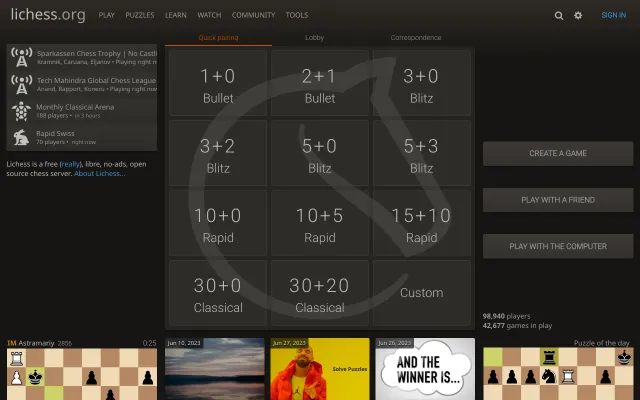 lichess.org PLAY PUZZLES LEARN WATCH COMMUNITY TOOLS SIGN IN
Quick pairing Lobby Correspondence
Sparkassen Chess Trophy | No Castli
Kramnik, Caruana, Eljanov • Playing right n
Tech Mahindra Global Chess League
Anand, Rapport, Koneru • Playing right now
Monthly Classical Arena
188 players • in 3 hours
Rapid Swiss
70 players • right now
Lichess is a free (really), libre, no-ads, open
source chess server. About Lichess...
1+0
Bullet
2+1
Bullet
3+0
Blitz
3+2
Blitz
5+0
Blitz
5+3
Blitz
10+0
Rapid
10+5
Rapid
15+10
Rapid
30+0
Classical
30+20
Classical
Custom
CREATE A GAME
PLAY WITH A FRIEND
PLAY WITH THE COMPUTER
98,940 players
42,677 games in play
IM Astramariy 2856 0:25
Jun 10, 2023
Jun 27, 2023
Solve Puzzles
Jun 26, 2023
AND THE
WINNER IS...
Puzzle of the day